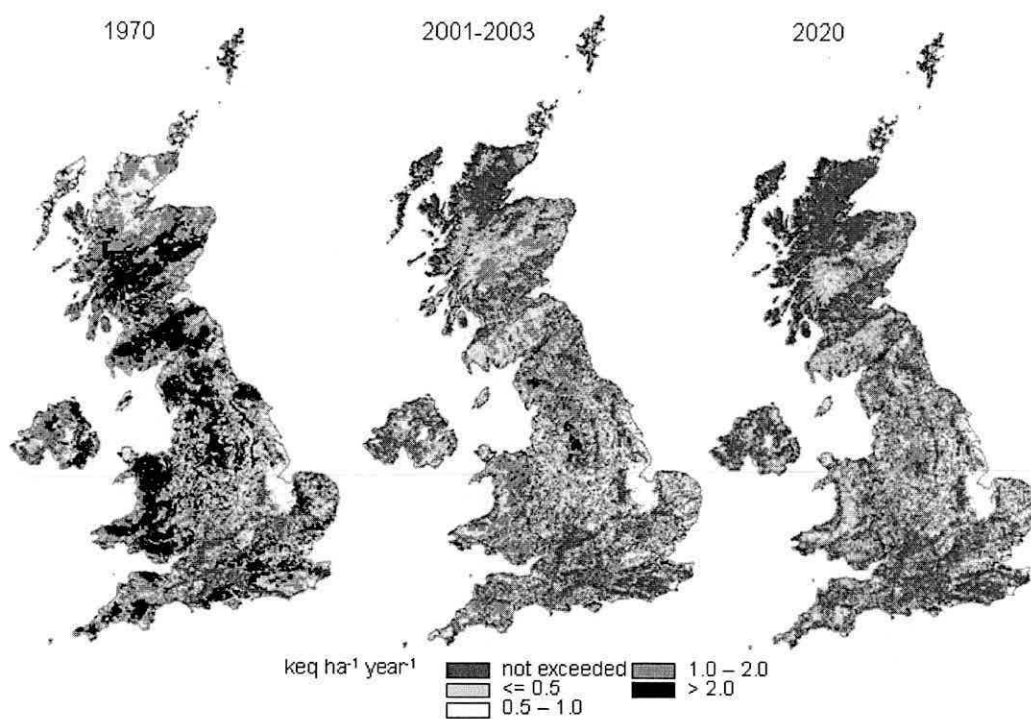 1970
2001-2003
2020
keq ha⁻¹ year⁻¹
not exceeded
<= 0.5
0.5 – 1.0
1.0 – 2.0
> 2.0